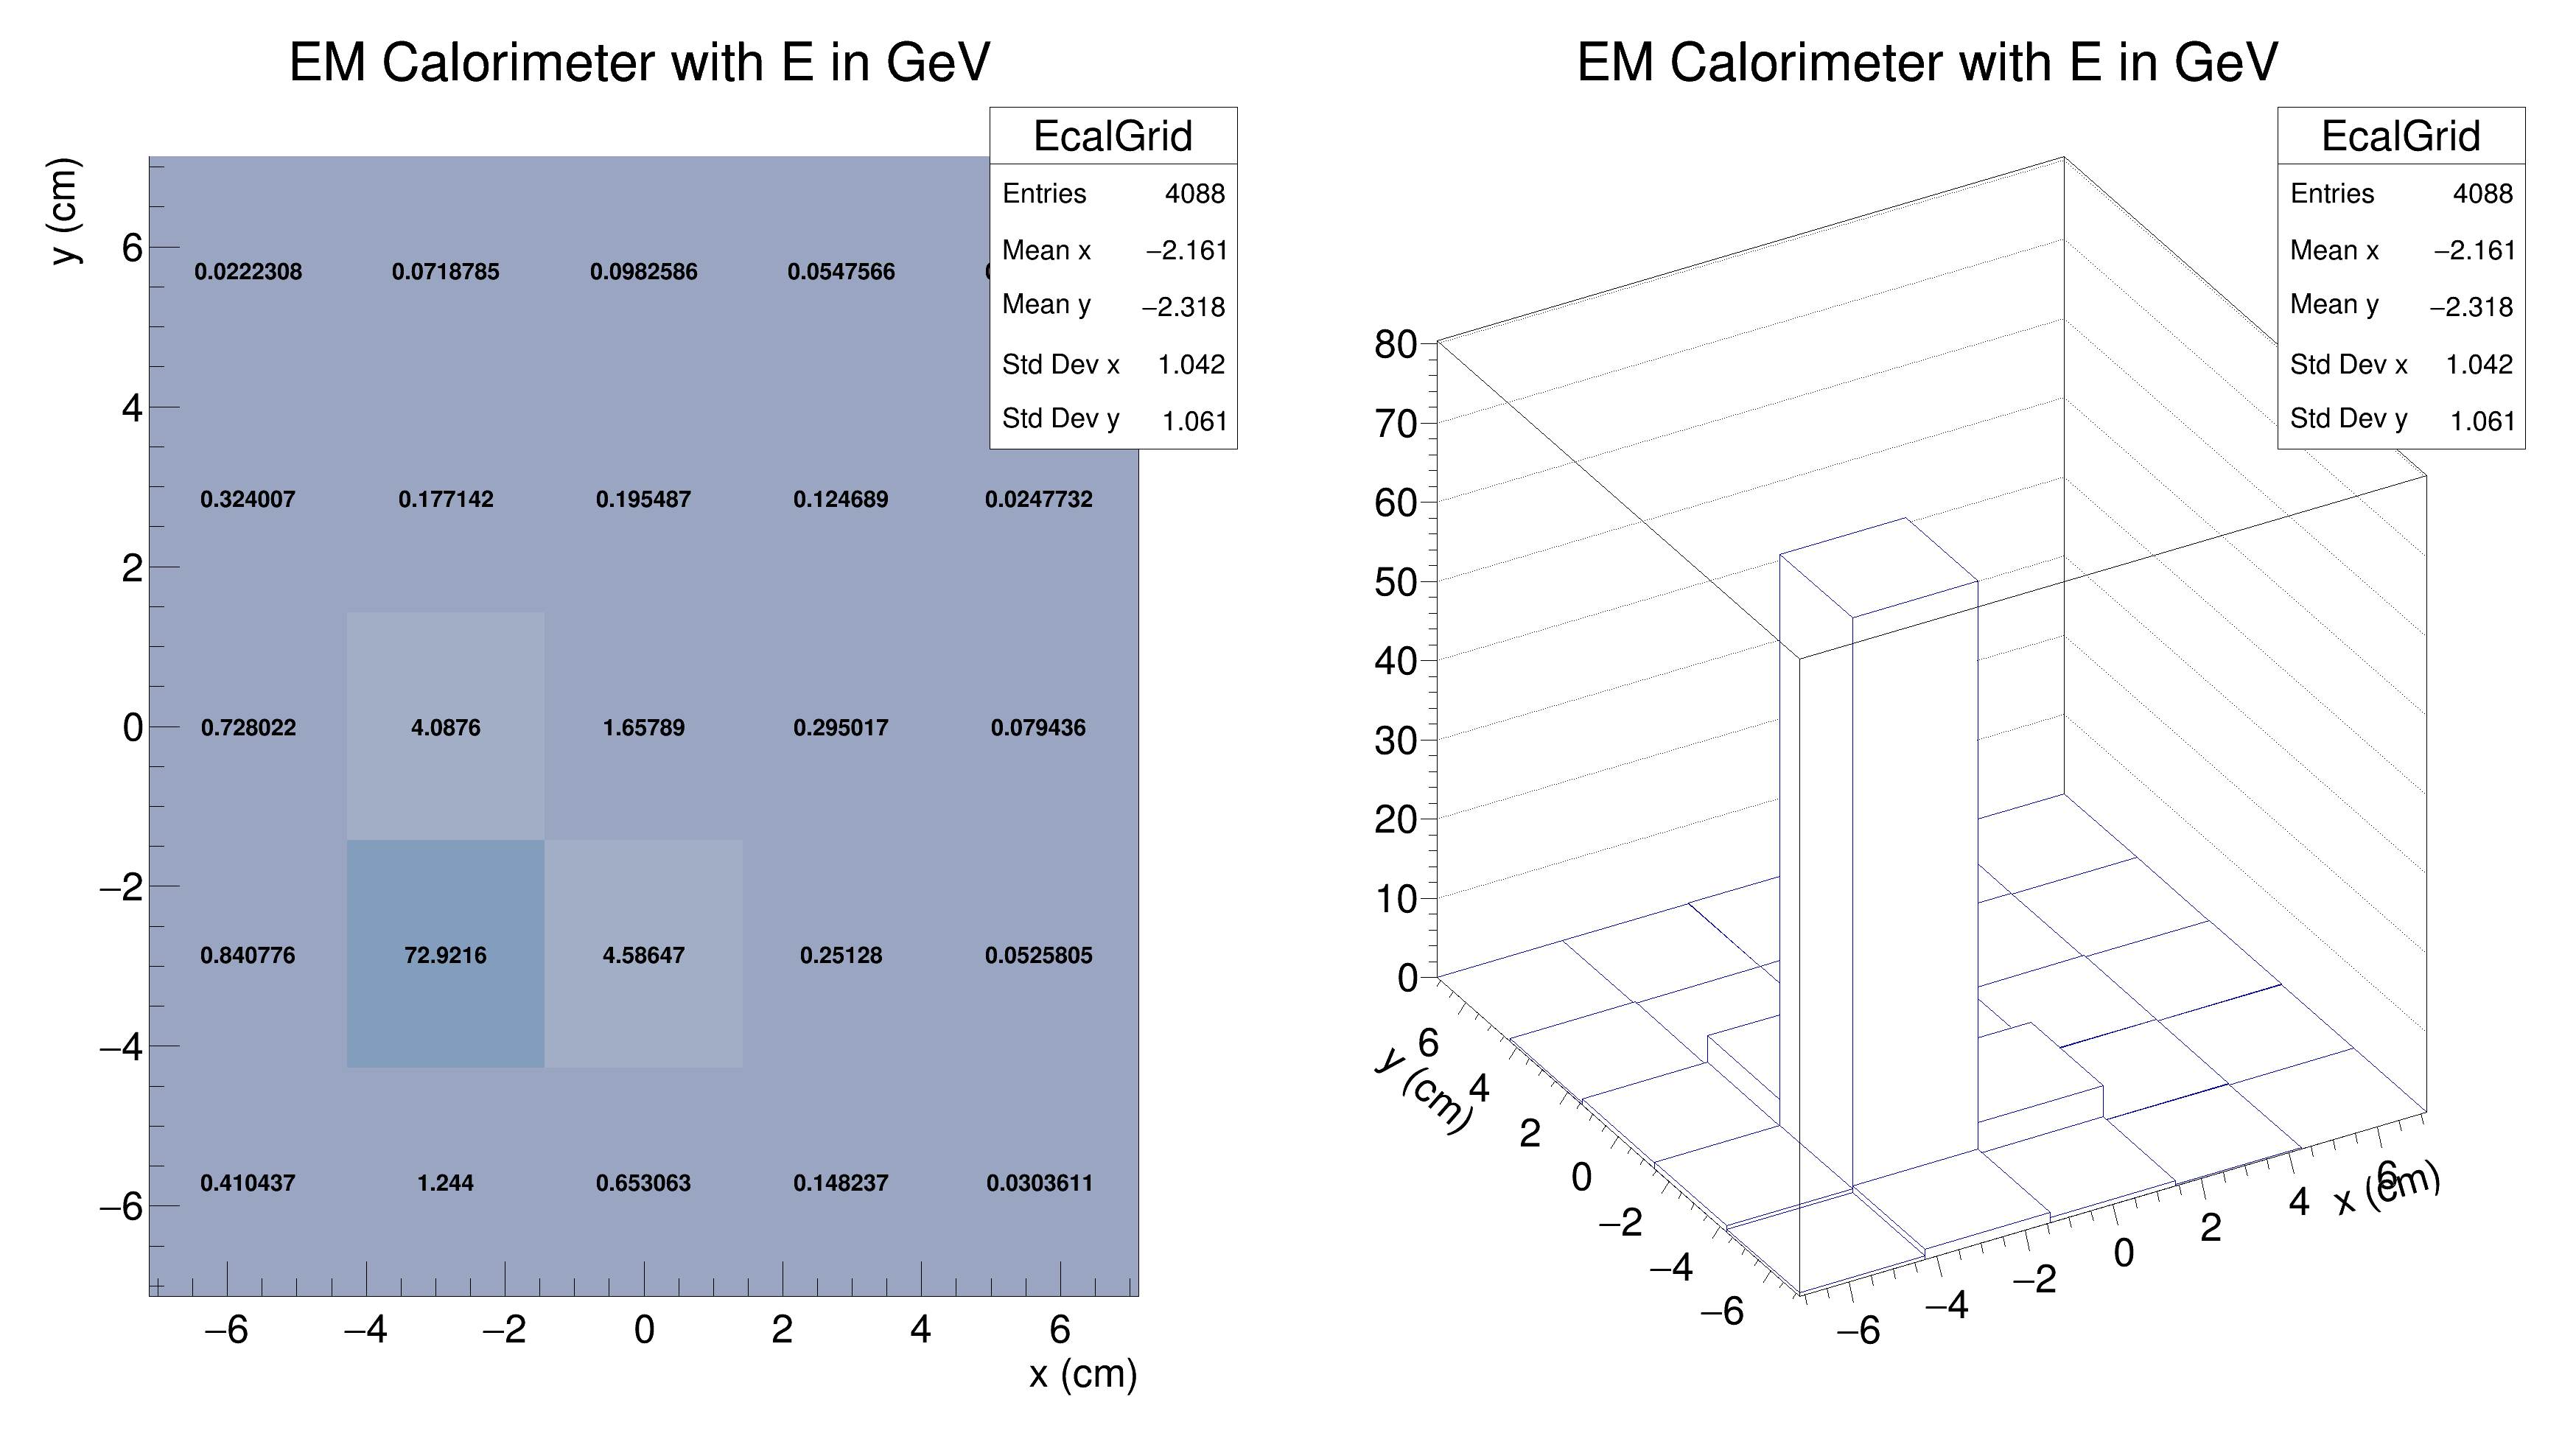 EM Calorimeter with E in GeV
EcalGrid
Entries 4088
Mean x −2.161
Mean y −2.318
Std Dev x 1.042
Std Dev y 1.061
y (cm)
6
4
2
0
−2
−4
−6
0.0222308 0.0718785 0.0982586 0.0547566
0.324007 0.177142 0.195487 0.124689 0.0247732
0.728022 4.0876 1.65789 0.295017 0.079436
0.840776 72.9216 4.58647 0.25128 0.0525805
0.410437 1.244 0.653063 0.148237 0.0303611
−6 −4 −2 0 2 4 6
x (cm)
EM Calorimeter with E in GeV
EcalGrid
Entries 4088
Mean x −2.161
Mean y −2.318
Std Dev x 1.042
Std Dev y 1.061
80
70
60
50
40
30
20
10
0
y (cm)
6
4
2
0
−2
−4
−6
−6
−4
−2
0
2
4
6
x (cm)